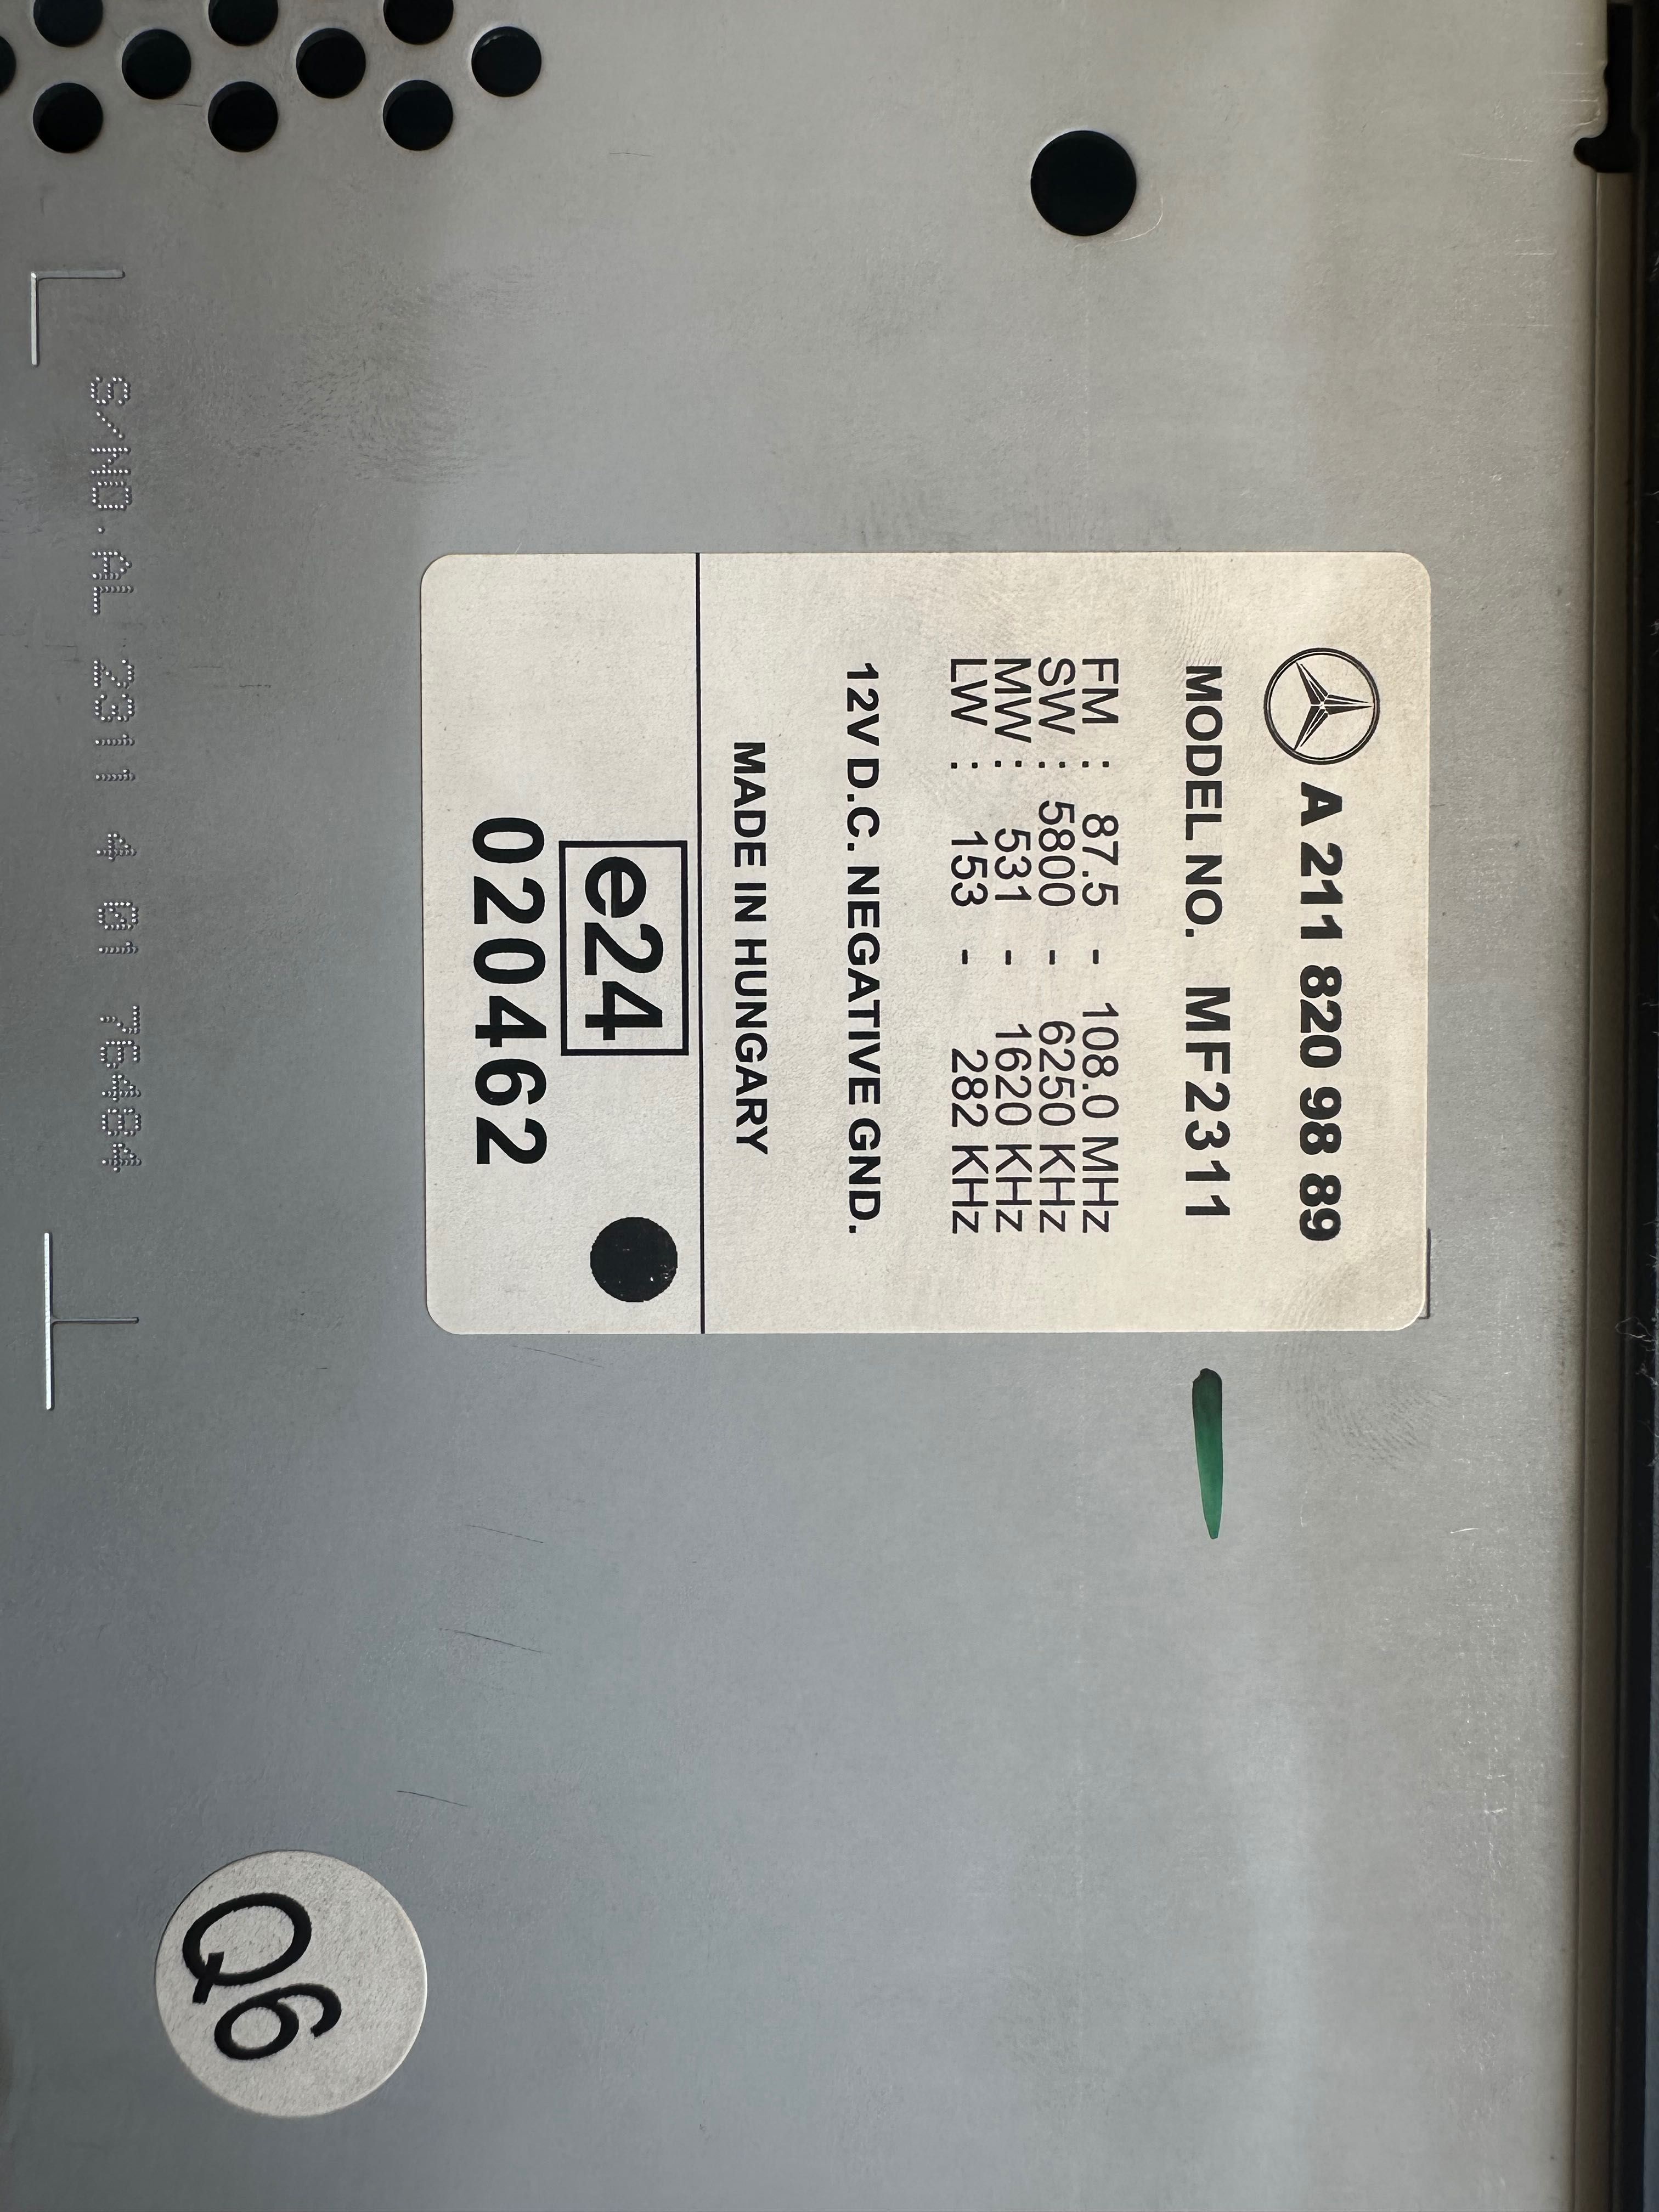 A 211 820 98 89
MODEL NO. MF2311
FM : 87.5 - 108.0 MHz
SW : 5800 - 6250 KHz
MW : 531 - 1620 KHz
LW : 153 - 282 KHz
12V D.C. NEGATIVE GND.
MADE IN HUNGARY
e24
020462
S/NO.AL 2311 4 01 76484
Q6